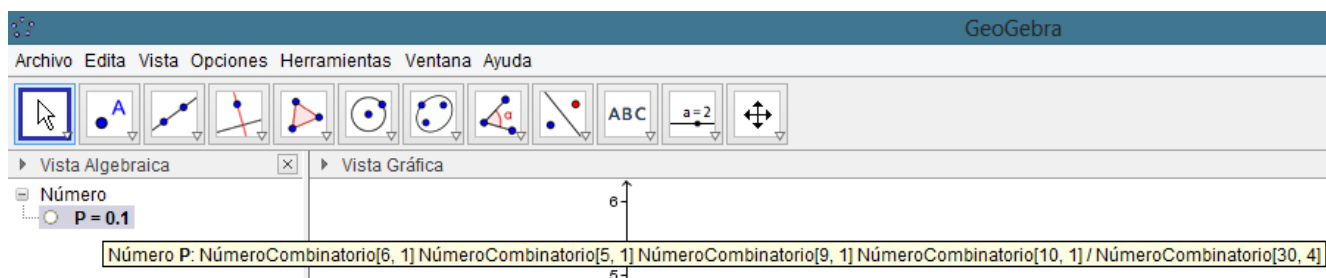 GeoGebra
Archivo Edita Vista Opciones Herramientas Ventana Ayuda
A
α
ABC
a=2
Vista Algebraica
Vista Gráfica
Número
P = 0.1
6
Número P: NúmeroCombinatorio[6, 1] NúmeroCombinatorio[5, 1] NúmeroCombinatorio[9, 1] NúmeroCombinatorio[10, 1] / NúmeroCombinatorio[30, 4]
5